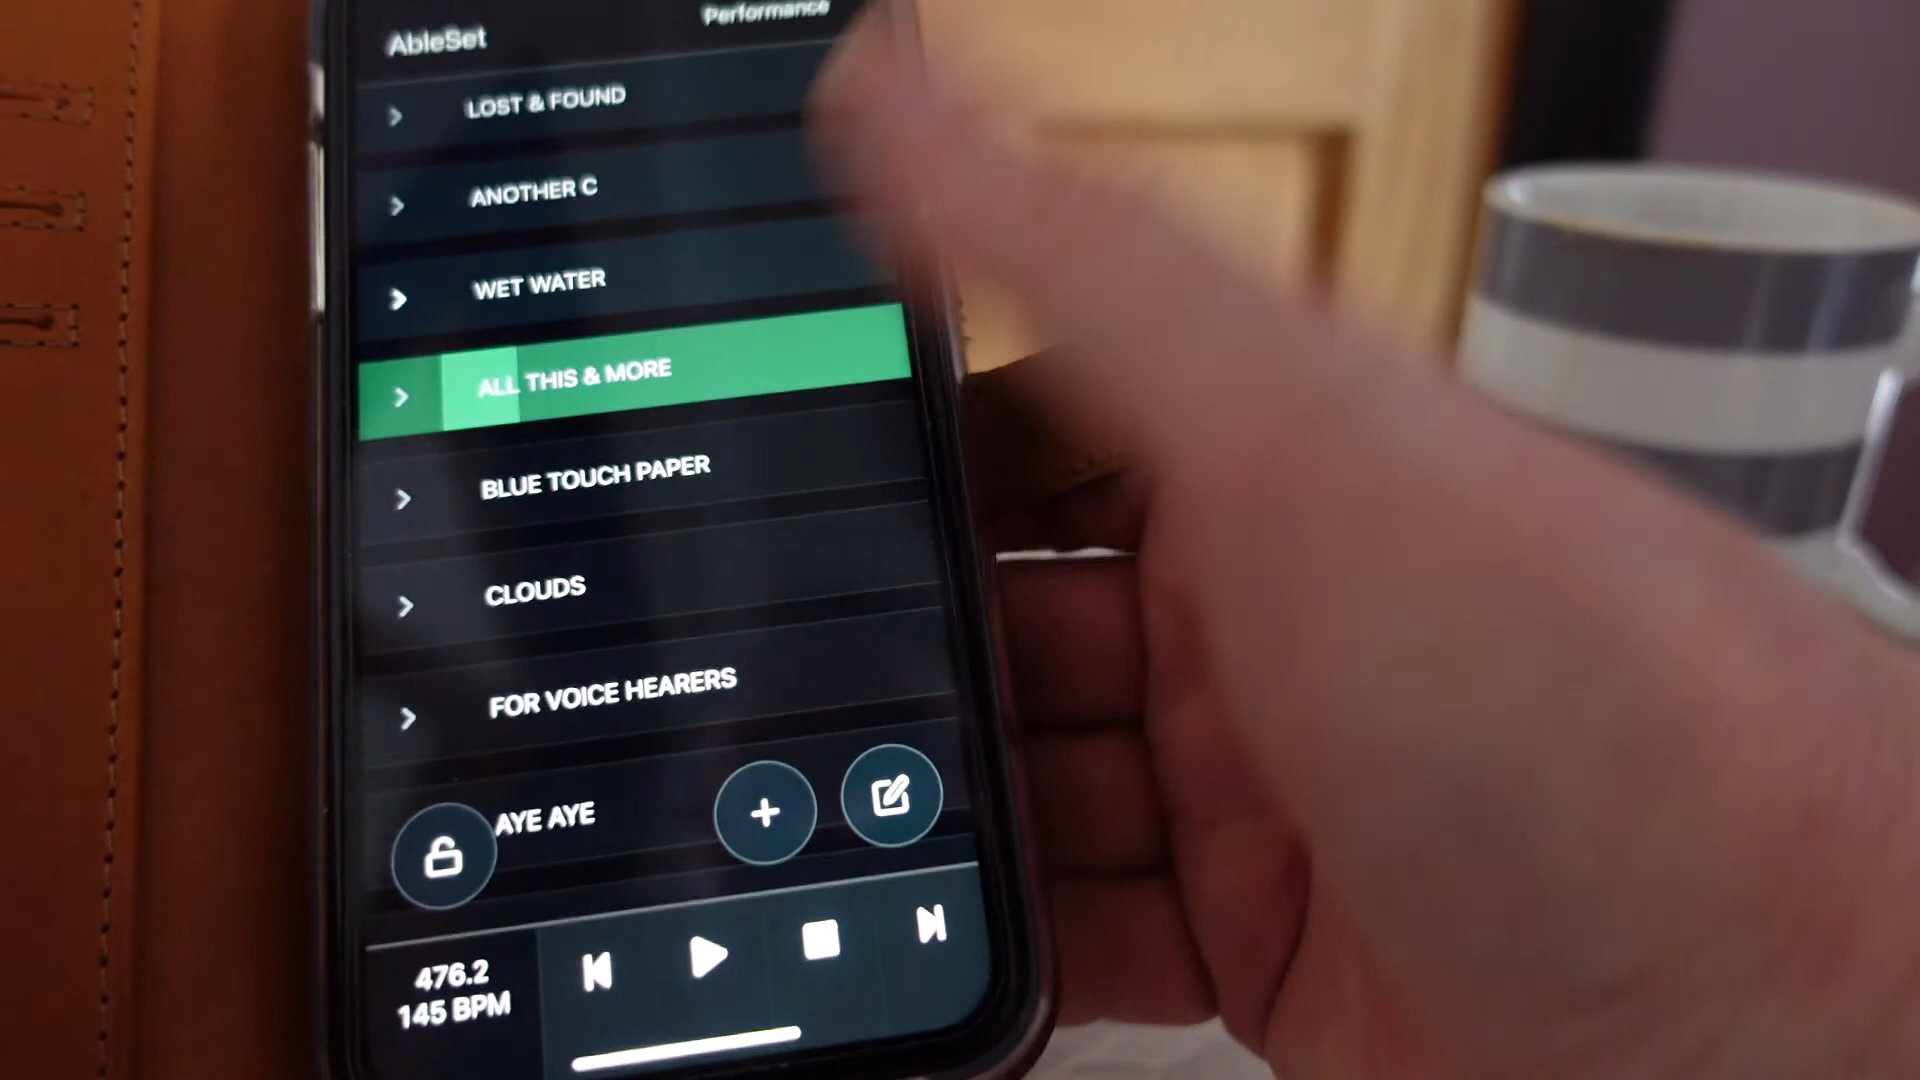 AbleSet
Performance
LOST & FOUND
ANOTHER C
WET WATER
ALL THIS & MORE
BLUE TOUCH PAPER
CLOUDS
FOR VOICE HEARERS
AYE AYE
476.2
145 BPM